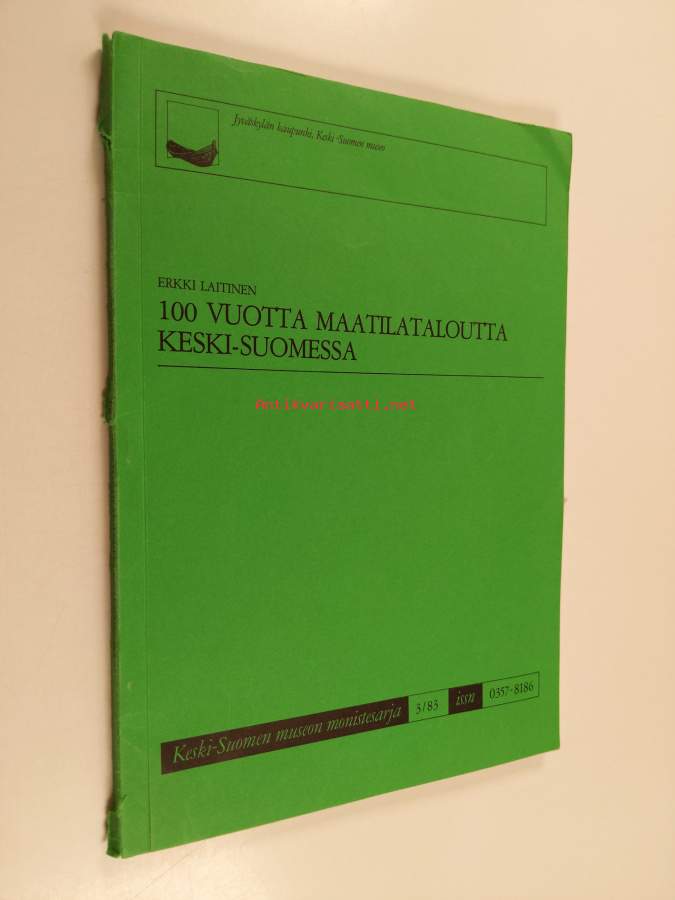 Jyväskylän kaupunki, Keski-Suomen museo
ERKKI LAITINEN
100 VUOTTA MAATILATALOUTTA
KESKI-SUOMESSA
Antikvariaatti.net
Keski-Suomen museon monistesarja 3/83 issn 0357-8186